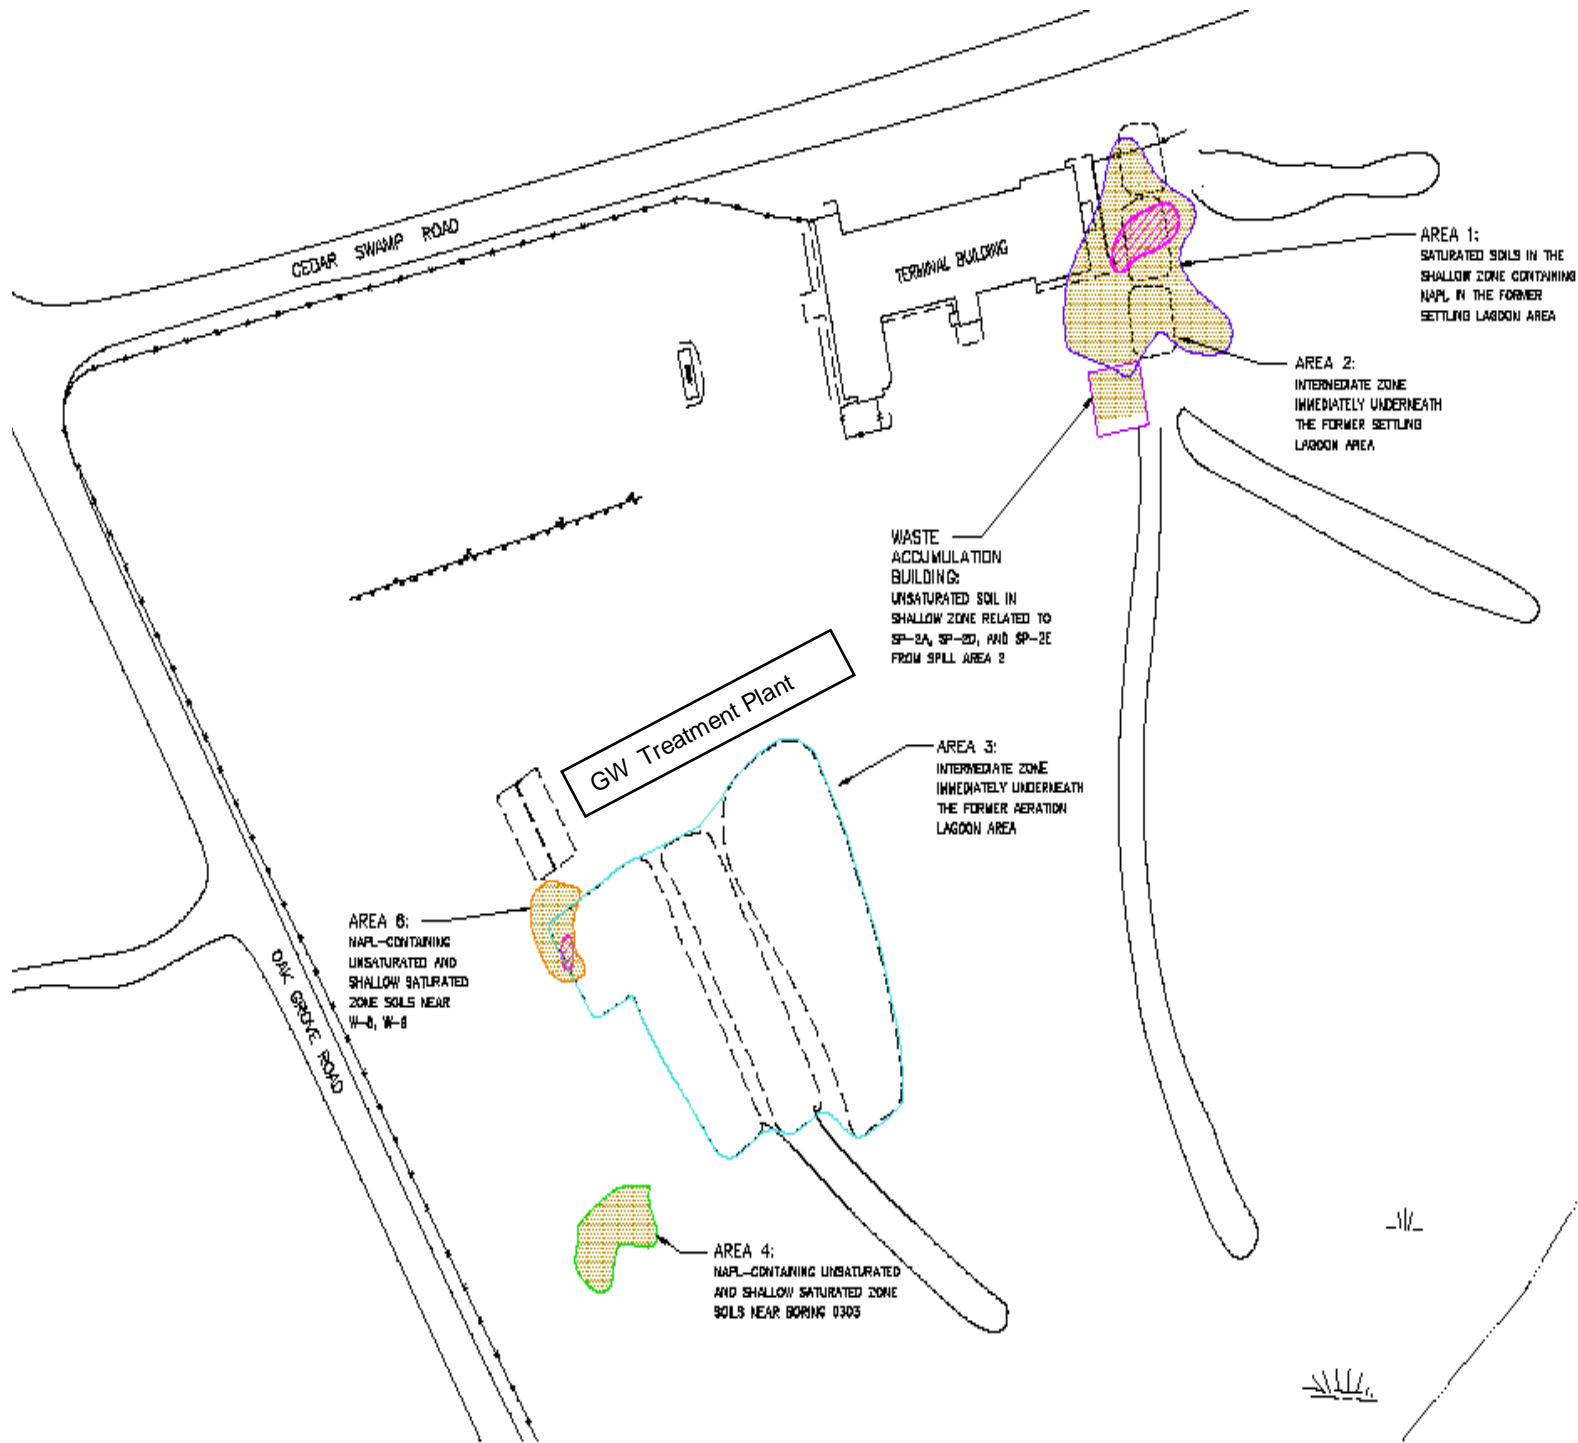 CEDAR SWAMP ROAD
TERMINAL BUILDING
AREA 1:
SATURATED SOILS IN THE
SHALLOW ZONE CONTAINING
NAPL IN THE FORMER
SETTLING LAGOON AREA
AREA 2:
INTERMEDIATE ZONE
IMMEDIATELY UNDERNEATH
THE FORMER SETTLING
LAGOON AREA
WASTE
ACCUMULATION
BUILDING:
UNSATURATED SOIL IN
SHALLOW ZONE RELATED TO
SP-2A, SP-2D, AND SP-2E
FROM SPILL AREA 2
GW Treatment Plant
AREA 3:
INTERMEDIATE ZONE
IMMEDIATELY UNDERNEATH
THE FORMER AERATION
LAGOON AREA
AREA 6:
NAPL-CONTAINING
UNSATURATED AND
SHALLOW SATURATED
ZONE SOILS NEAR
OAK GROVE ROAD
AREA 4:
NAPL-CONTAINING UNSATURATED
AND SHALLOW SATURATED ZONE
SOILS NEAR BORING 0303